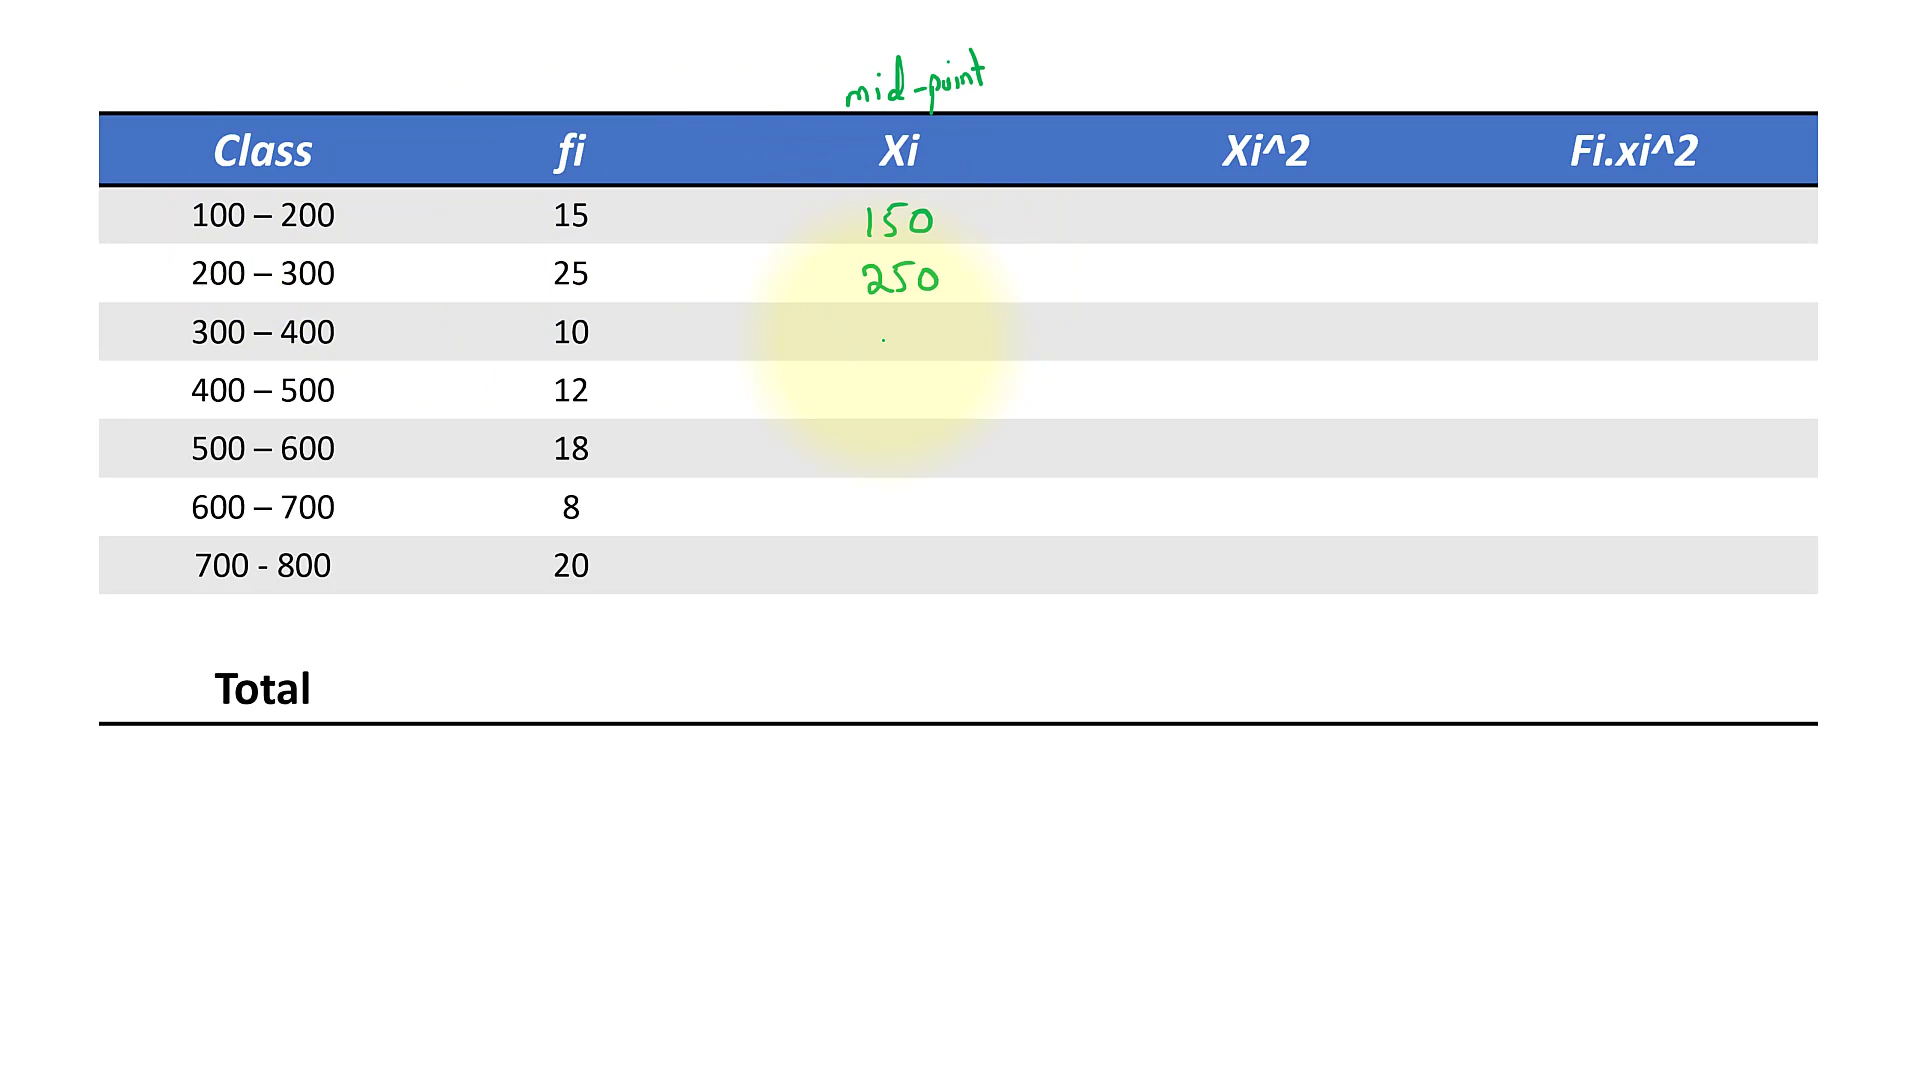 mid-point
Class fi Xi Xi^2 Fi.xi^2
100 – 200 15 150
200 – 300 25 250
300 – 400 10
400 – 500 12
500 – 600 18
600 – 700 8
700 - 800 20
Total